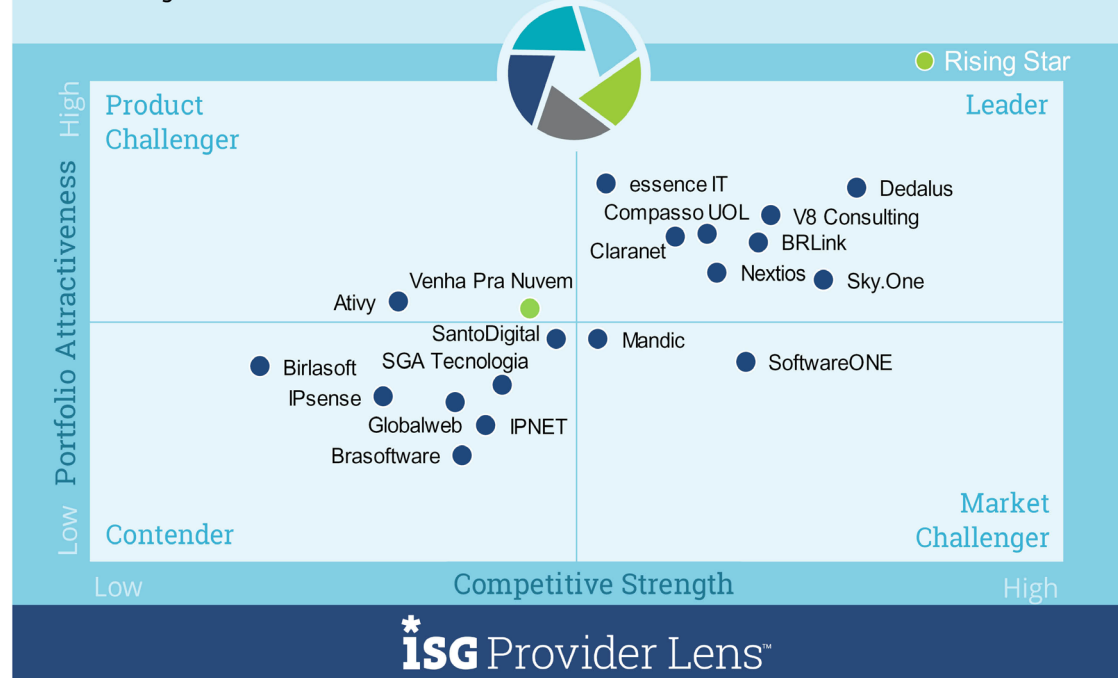 Rising Star
High
Product
Challenger
Leader
Portfolio Attractiveness
essence IT
Dedalus
Compasso UOL
V8 Consulting
Claranet
BRLink
Nextios
Sky.One
Venha Pra Nuvem
Ativy
SantoDigital
Mandic
SGA Tecnologia
SoftwareONE
Birlasoft
IPsense
Globalweb
IPNET
Brasoftware
Low
Contender
Market
Challenger
Low
Competitive Strength
High
ISG Provider Lens™